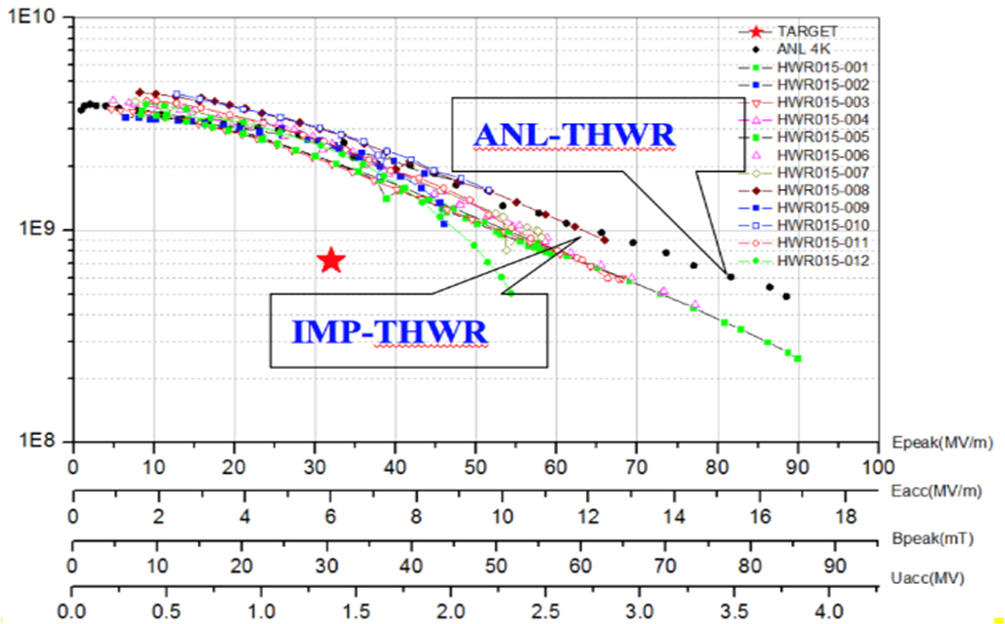 1E10
1E9
1E8
TARGET
ANL 4K
HWR015-001
HWR015-002
HWR015-003
HWR015-004
HWR015-005
HWR015-006
HWR015-007
HWR015-008
HWR015-009
HWR015-010
HWR015-011
HWR015-012
ANL-THWR
IMP-THWR
0 10 20 30 40 50 60 70 80 90 100
Epeak(MV/m)
0 2 4 6 8 10 12 14 16 18
Eacc(MV/m)
0 10 20 30 40 50 60 70 80 90
Bpeak(mT)
0.0 0.5 1.0 1.5 2.0 2.5 3.0 3.5 4.0
Uacc(MV)